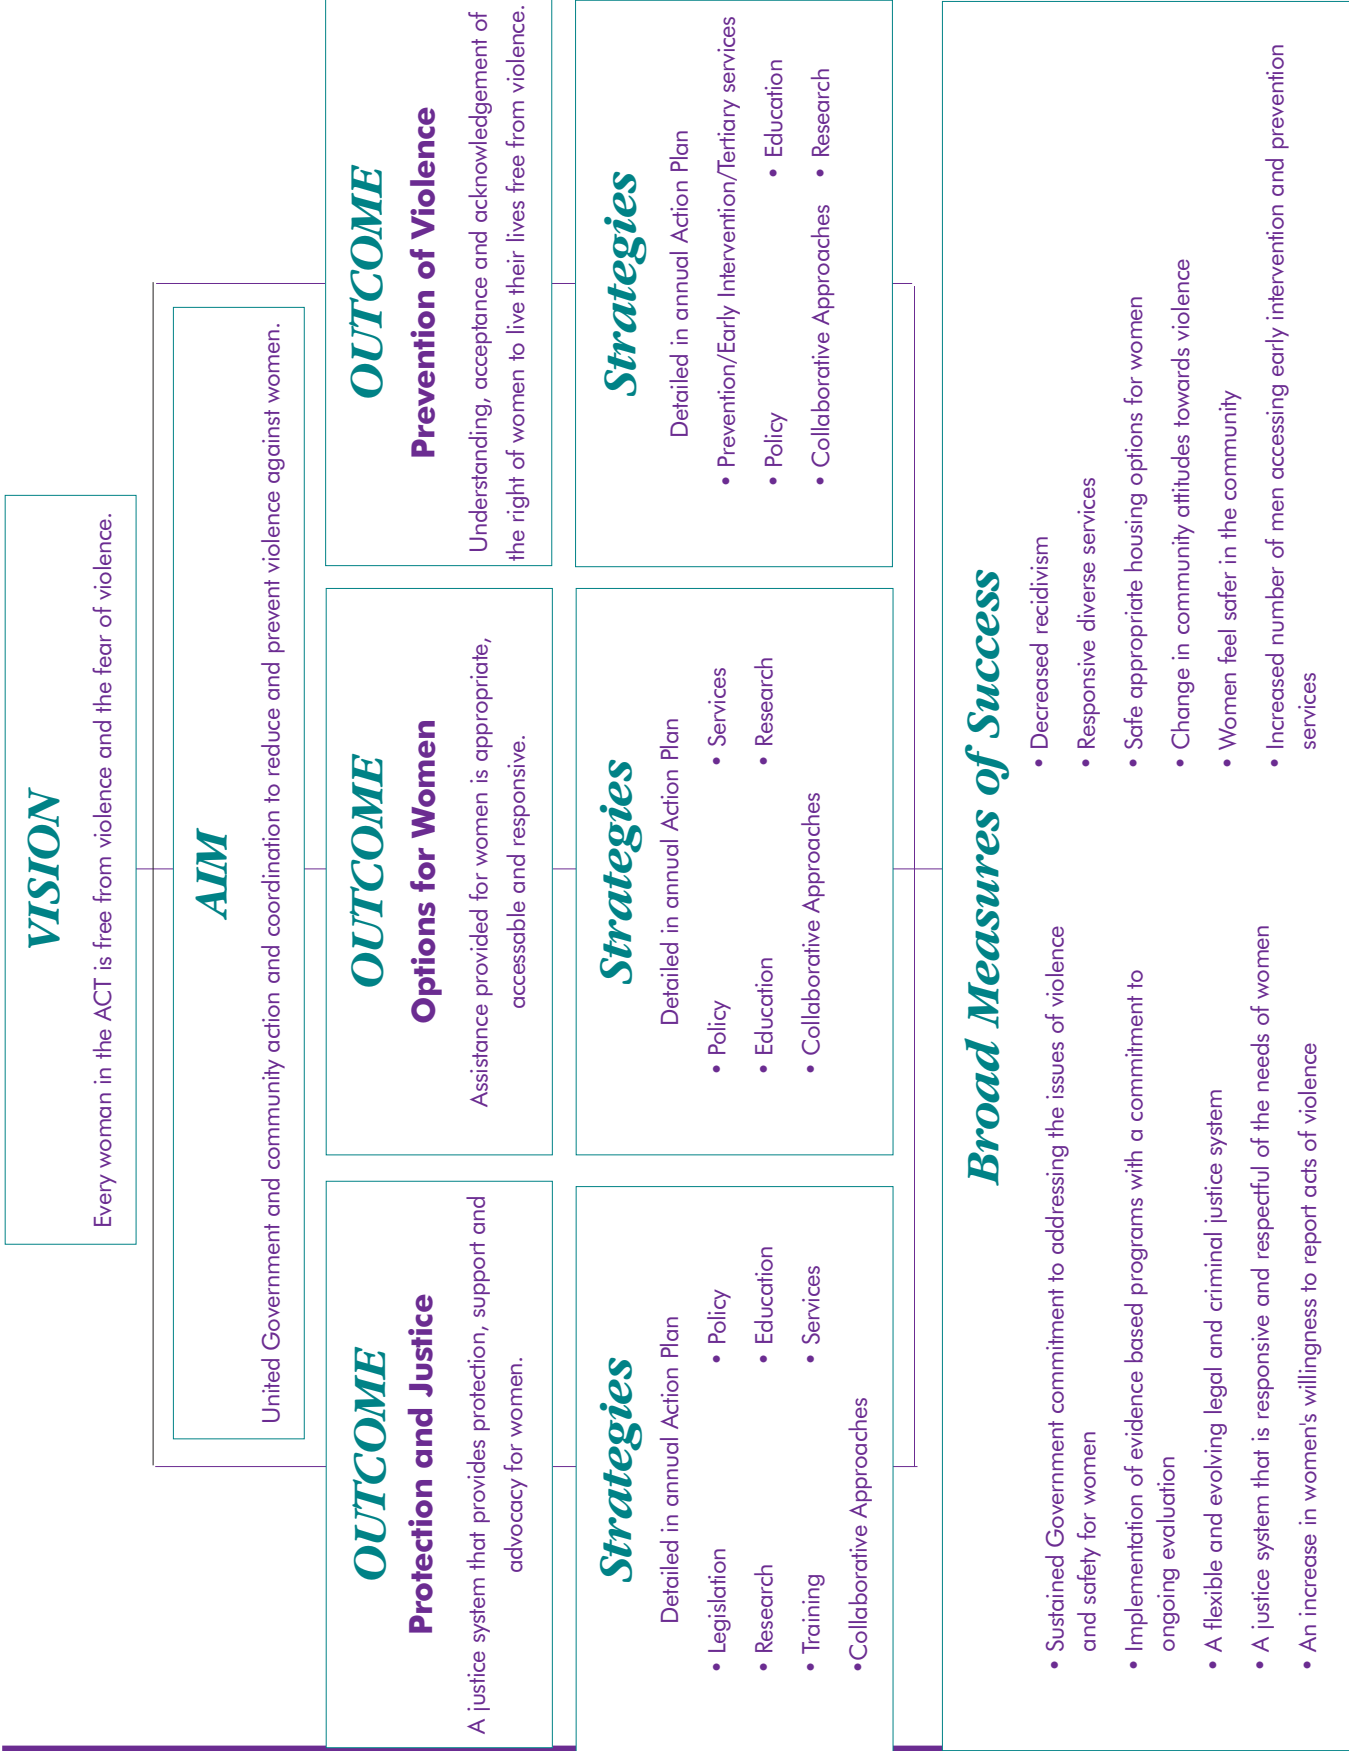 VISION
Every woman in the ACT is free from violence and the fear of violence.
AIM
United Government and community action and coordination to reduce and prevent violence against women.
OUTCOME
Protection and Justice
A justice system that provides protection, support and
advocacy for women.
OUTCOME
Options for Women
Assistance provided for women is appropriate,
accessable and responsive.
OUTCOME
Prevention of Violence
Understanding, acceptance and acknowledgement of
the right of women to live their lives free from violence.
Strategies
Detailed in annual Action Plan
• Legislation • Policy
• Research • Education
• Training • Services
•Collaborative Approaches
Strategies
Detailed in annual Action Plan
• Policy • Services
• Education • Research
• Collaborative Approaches
Strategies
Detailed in annual Action Plan
• Prevention/Early Intervention/Tertiary services
• Policy • Education
• Collaborative Approaches • Research
Broad Measures of Success
• Sustained Government commitment to addressing the issues of violence
and safety for women
• Implementation of evidence based programs with a commitment to
ongoing evaluation
• A flexible and evolving legal and criminal justice system
• A justice system that is responsive and respectful of the needs of women
• An increase in women's willingness to report acts of violence
• Decreased recidivism
• Responsive diverse services
• Safe appropriate housing options for women
• Change in community attitudes towards violence
• Women feel safer in the community
• Increased number of men accessing early intervention and prevention
services